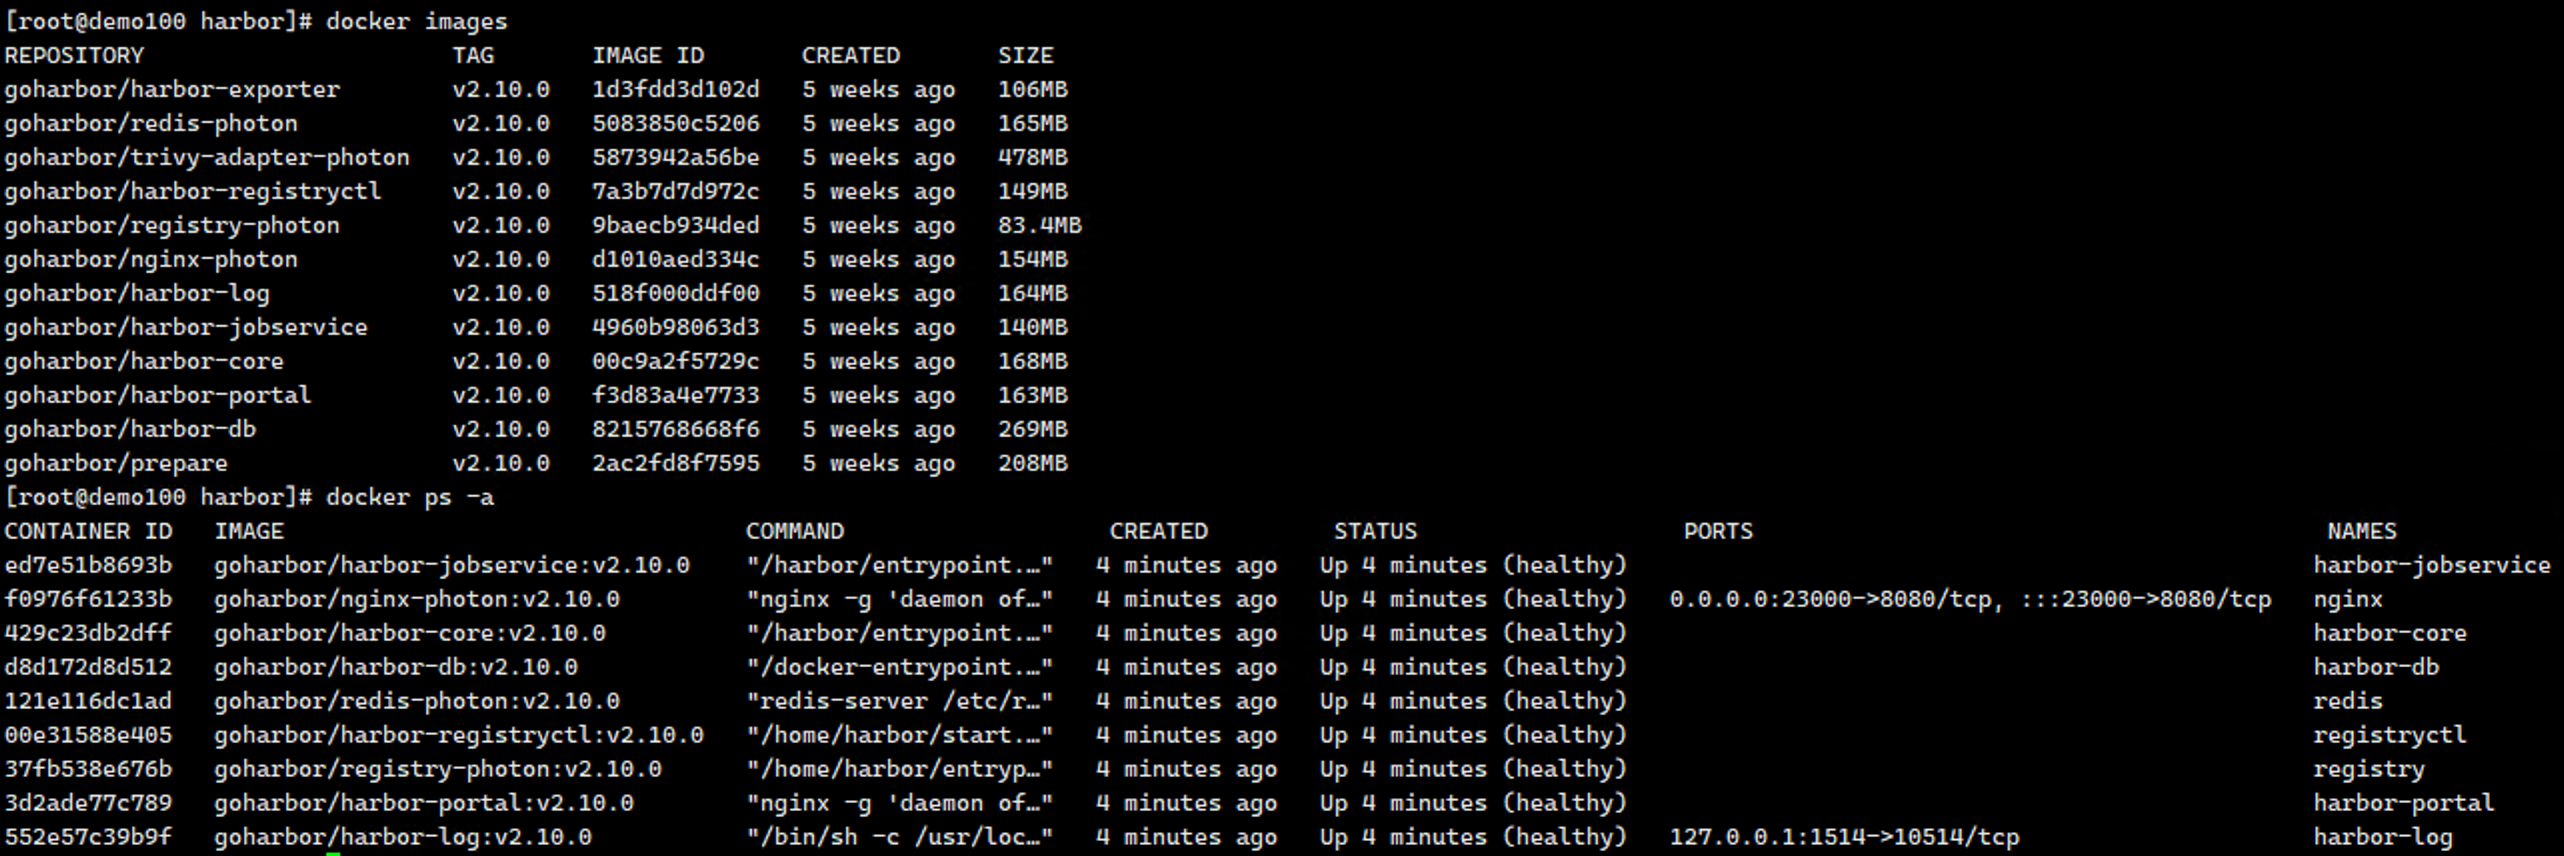 [root@demo100 harbor]# docker images
REPOSITORY                      TAG       IMAGE ID       CREATED       SIZE
goharbor/harbor-exporter        v2.10.0   1d3fdd3d102d   5 weeks ago   106MB
goharbor/redis-photon           v2.10.0   5083850c5206   5 weeks ago   165MB
goharbor/trivy-adapter-photon   v2.10.0   5873942a56be   5 weeks ago   478MB
goharbor/harbor-registryctl     v2.10.0   7a3b7d7d972c   5 weeks ago   149MB
goharbor/registry-photon        v2.10.0   9baecb934ded   5 weeks ago   83.4MB
goharbor/nginx-photon           v2.10.0   d1010aed334c   5 weeks ago   154MB
goharbor/harbor-log             v2.10.0   518f000ddf00   5 weeks ago   164MB
goharbor/harbor-jobservice      v2.10.0   4960b98063d3   5 weeks ago   140MB
goharbor/harbor-core            v2.10.0   00c9a2f5729c   5 weeks ago   168MB
goharbor/harbor-portal          v2.10.0   f3d83a4e7733   5 weeks ago   163MB
goharbor/harbor-db              v2.10.0   8215768668f6   5 weeks ago   269MB
goharbor/prepare                v2.10.0   2ac2fd8f7595   5 weeks ago   208MB
[root@demo100 harbor]# docker ps -a
CONTAINER ID   IMAGE                                 COMMAND                   CREATED         STATUS                   PORTS                                         NAMES
ed7e51b8693b   goharbor/harbor-jobservice:v2.10.0    "/harbor/entrypoint.…"   4 minutes ago   Up 4 minutes (healthy)                                                 harbor-jobservice
f0976f61233b   goharbor/nginx-photon:v2.10.0         "nginx -g 'daemon of…"   4 minutes ago   Up 4 minutes (healthy)   0.0.0.0:23000->8080/tcp, :::23000->8080/tcp   nginx
429c23db2dff   goharbor/harbor-core:v2.10.0          "/harbor/entrypoint.…"   4 minutes ago   Up 4 minutes (healthy)                                                 harbor-core
d8d172d8d512   goharbor/harbor-db:v2.10.0            "/docker-entrypoint.…"   4 minutes ago   Up 4 minutes (healthy)                                                 harbor-db
121e116dc1ad   goharbor/redis-photon:v2.10.0         "redis-server /etc/r…"   4 minutes ago   Up 4 minutes (healthy)                                                 redis
00e31588e405   goharbor/harbor-registryctl:v2.10.0   "/home/harbor/start.…"   4 minutes ago   Up 4 minutes (healthy)                                                 registryctl
37fb538e676b   goharbor/registry-photon:v2.10.0      "/home/harbor/entryp…"   4 minutes ago   Up 4 minutes (healthy)                                                 registry
3d2ade77c789   goharbor/harbor-portal:v2.10.0        "nginx -g 'daemon of…"   4 minutes ago   Up 4 minutes (healthy)                                                 harbor-portal
552e57c39b9f   goharbor/harbor-log:v2.10.0           "/bin/sh -c /usr/loc…"   4 minutes ago   Up 4 minutes (healthy)   127.0.0.1:1514->10514/tcp                     harbor-log